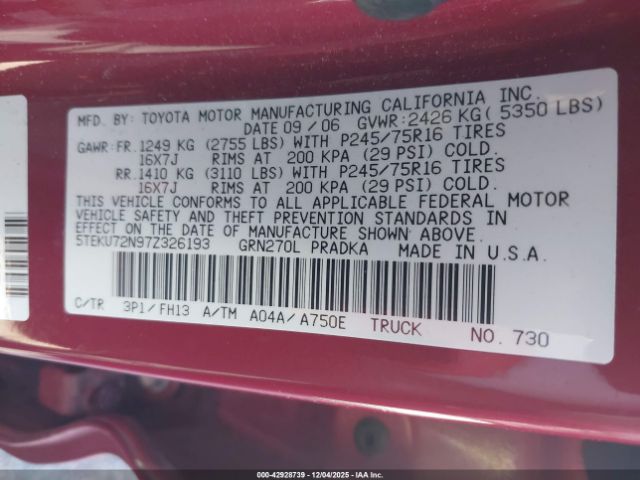 MFD. BY: TOYOTA MOTOR MANUFACTURING CALIFORNIA INC.
DATE 09/06 GVWR:2426 KG( 5350 LBS)
GAWR:FR.1249 KG (2755 LBS) WITH P245/75R16 TIRES
16X7J RIMS AT 200 KPA (29 PSI) COLD.
RR.1410 KG (3110 LBS) WITH P245/75R16 TIRES
16X7J RIMS AT 200 KPA (29 PSI) COLD.
THIS VEHICLE CONFORMS TO ALL APPLICABLE FEDERAL MOTOR
VEHICLE SAFETY AND THEFT PREVENTION STANDARDS IN
EFFECT ON THE DATE OF MANUFACTURE SHOWN ABOVE.
5TEKU72N97Z326193 GRN270L PRADKA MADE IN U.S.A.
C/TR 3P1/FH13 A/TM A04A/A750E TRUCK NO. 730
000-42928739 - 12/04/2025 - IAAI.COM